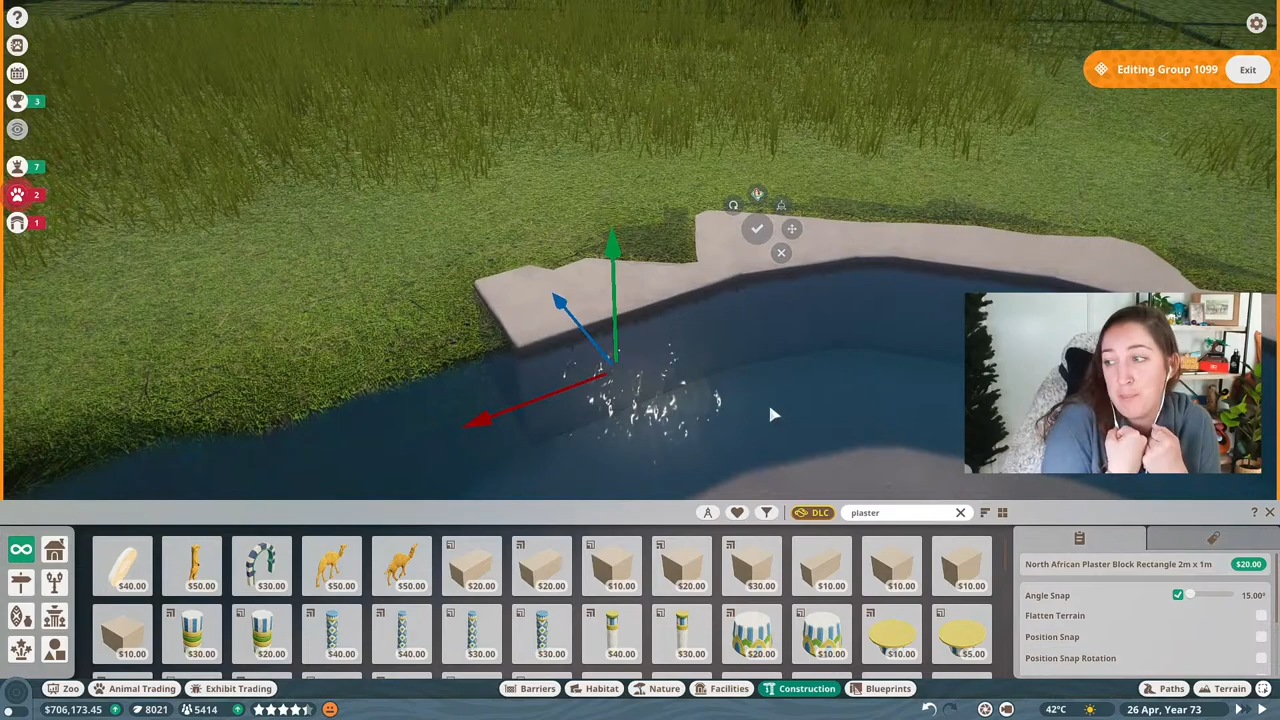 ?
Editing Group 1099 Exit
3
7
2
1
DLC plaster ? 
$40.00 $50.00 $30.00 $50.00 $50.00 $20.00 $20.00 $10.00 $20.00 $30.00 $10.00 $10.00 $10.00
$10.00 $30.00 $20.00 $40.00 $40.00 $30.00 $30.00 $40.00 $30.00 $20.00 $10.00 $10.00 $5.00
North African Plaster Block Rectangle 2m x 1m $20.00
Angle Snap 15.00°
Flatten Terrain
Position Snap
Position Snap Rotation
Zoo Animal Trading Exhibit Trading Barriers Habitat Nature Facilities Construction Blueprints Paths Terrain
$706,173.45 8021 5414 42°C 26 Apr, Year 73